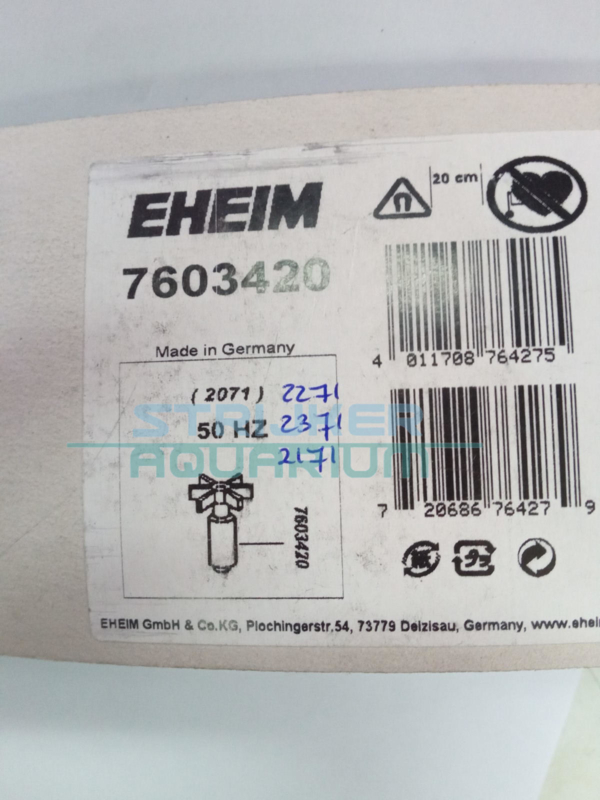 EHEIM
7603420
20 cm
4 011708 764275
Made in Germany
(2071) 2271
50 HZ 2371
2171
STRIJKER
AQUARIUM
7603420
7 20686 76427 9
EHEIM GmbH & Co.KG, Plochingerstr.54, 73779 Deizisau, Germany, www.ehei